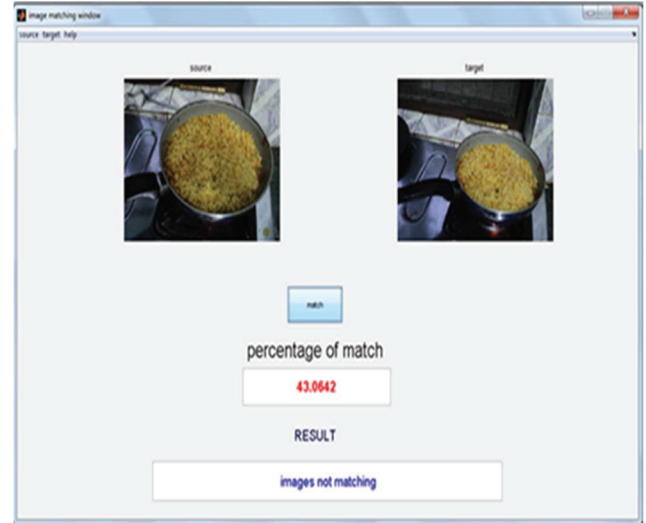 image matching window
source target help
source
target
match
percentage of match
43.0642
RESULT
images not matching